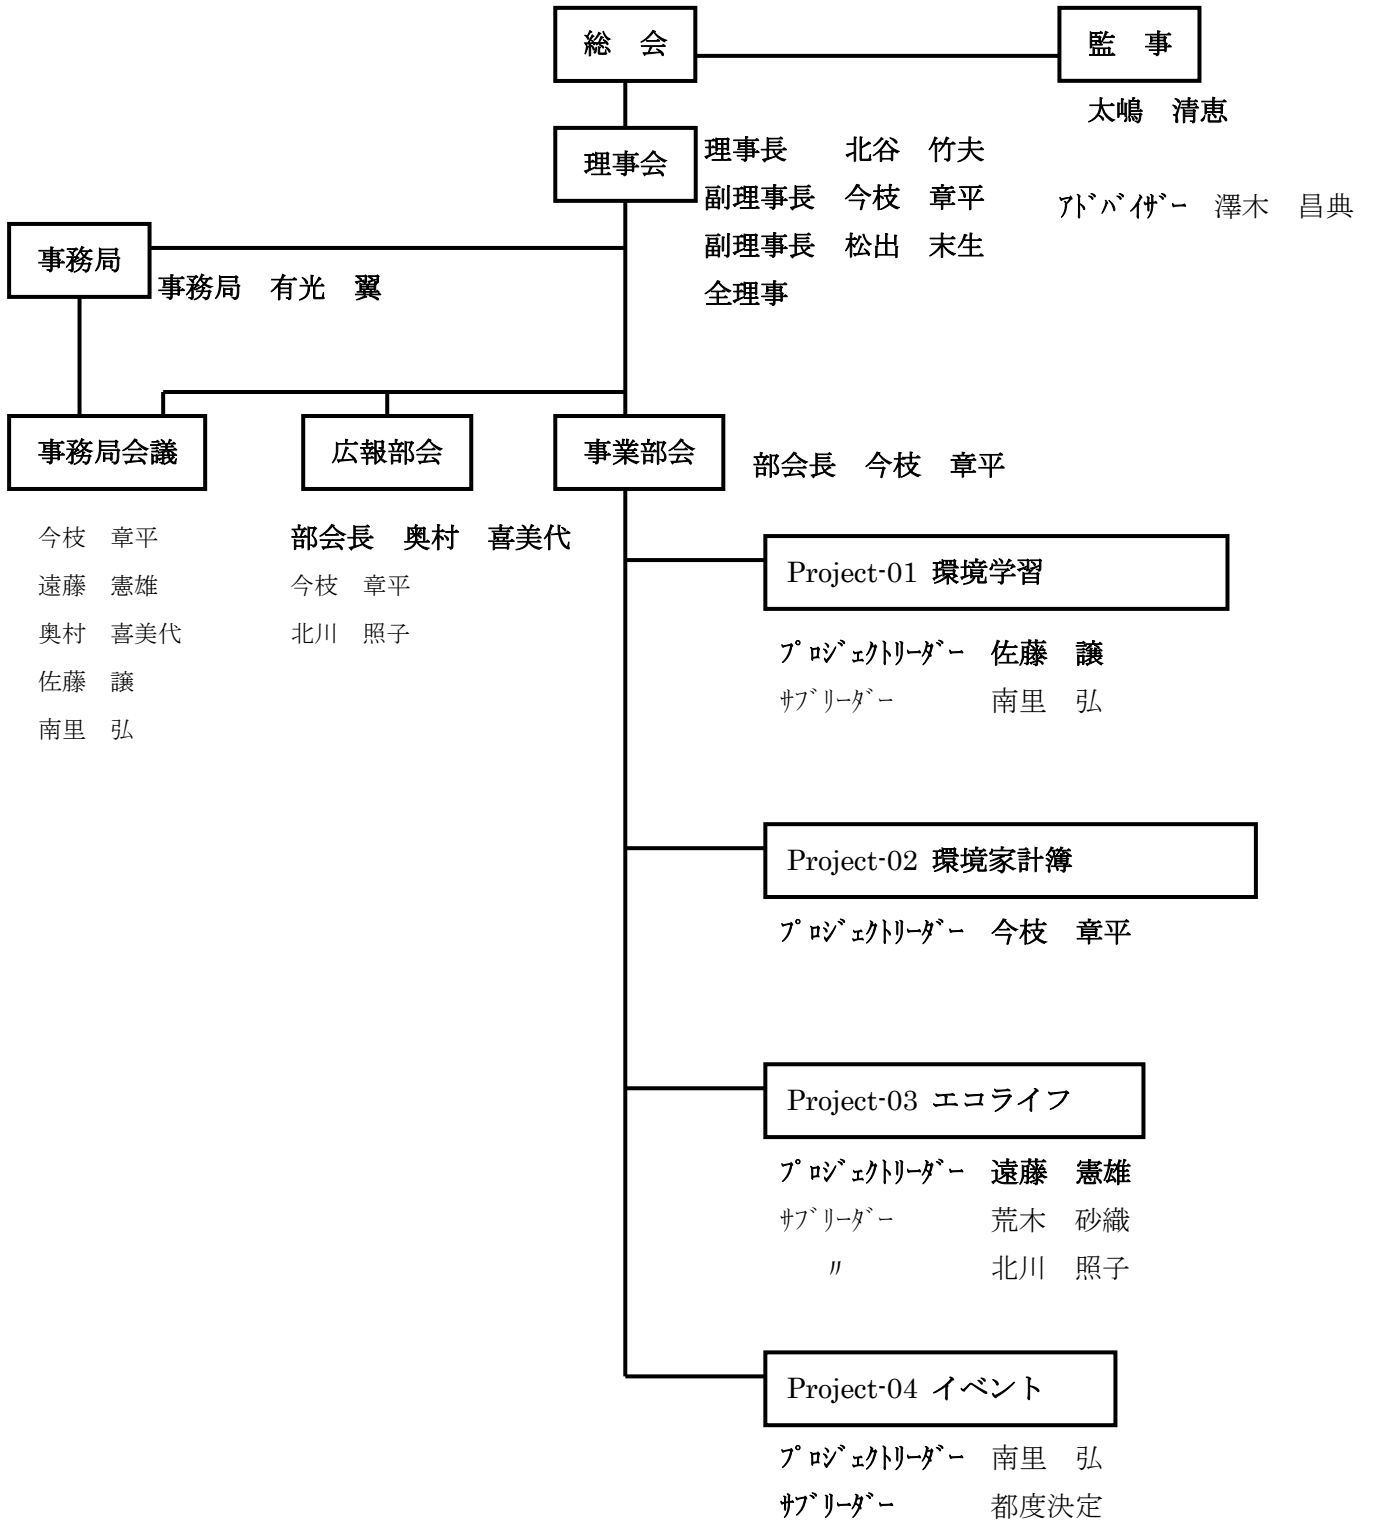 総　会
監　事
太嶋　清恵
理事会
理事長　　北谷　竹夫
副理事長　今枝　章平
副理事長　松出　末生
全理事
ｱﾄﾞﾊﾞｲｻﾞｰ　澤木　昌典
事務局
事務局　有光　翼
事務局会議
今枝　章平
遠藤　憲雄
奥村　喜美代
佐藤　譲
南里　弘
広報部会
部会長　奥村　喜美代
今枝　章平
北川　照子
事業部会
部会長　今枝　章平
Project-01 環境学習
ﾌﾟﾛｼﾞｪｸﾄﾘｰﾀﾞｰ　佐藤　譲
ｻﾌﾞﾘｰﾀﾞｰ　南里　弘
Project-02 環境家計簿
ﾌﾟﾛｼﾞｪｸﾄﾘｰﾀﾞｰ　今枝　章平
Project-03 エコライフ
ﾌﾟﾛｼﾞｪｸﾄﾘｰﾀﾞｰ　遠藤　憲雄
ｻﾌﾞﾘｰﾀﾞｰ　荒木　砂織
〃　北川　照子
Project-04 イベント
ﾌﾟﾛｼﾞｪｸﾄﾘｰﾀﾞｰ　南里　弘
ｻﾌﾞﾘｰﾀﾞｰ　都度決定